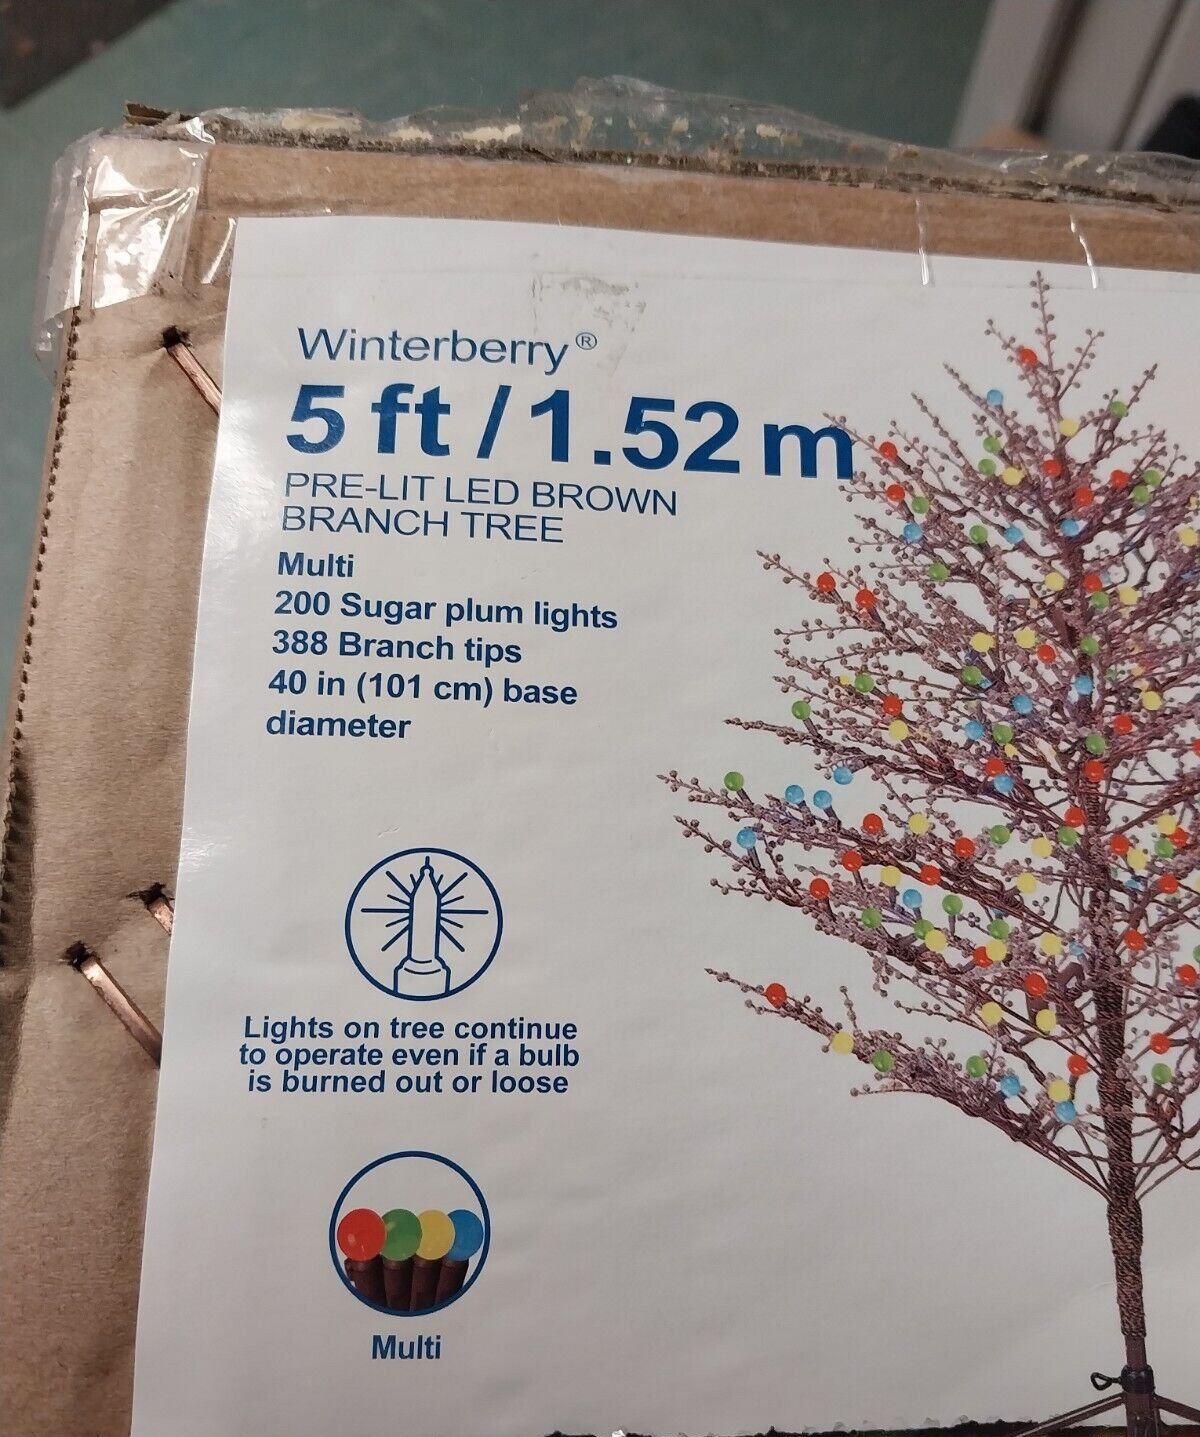 Winterberry®
5 ft / 1.52 m
PRE-LIT LED BROWN
BRANCH TREE
Multi
200 Sugar plum lights
388 Branch tips
40 in (101 cm) base
diameter
Lights on tree continue
to operate even if a bulb
is burned out or loose
Multi